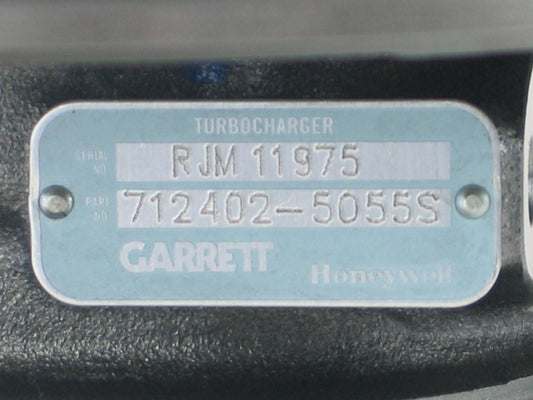 TURBOCHARGER
SERIAL NO. RJM 11975
PART NO. 712402-5055S
GARRETT Honeywell